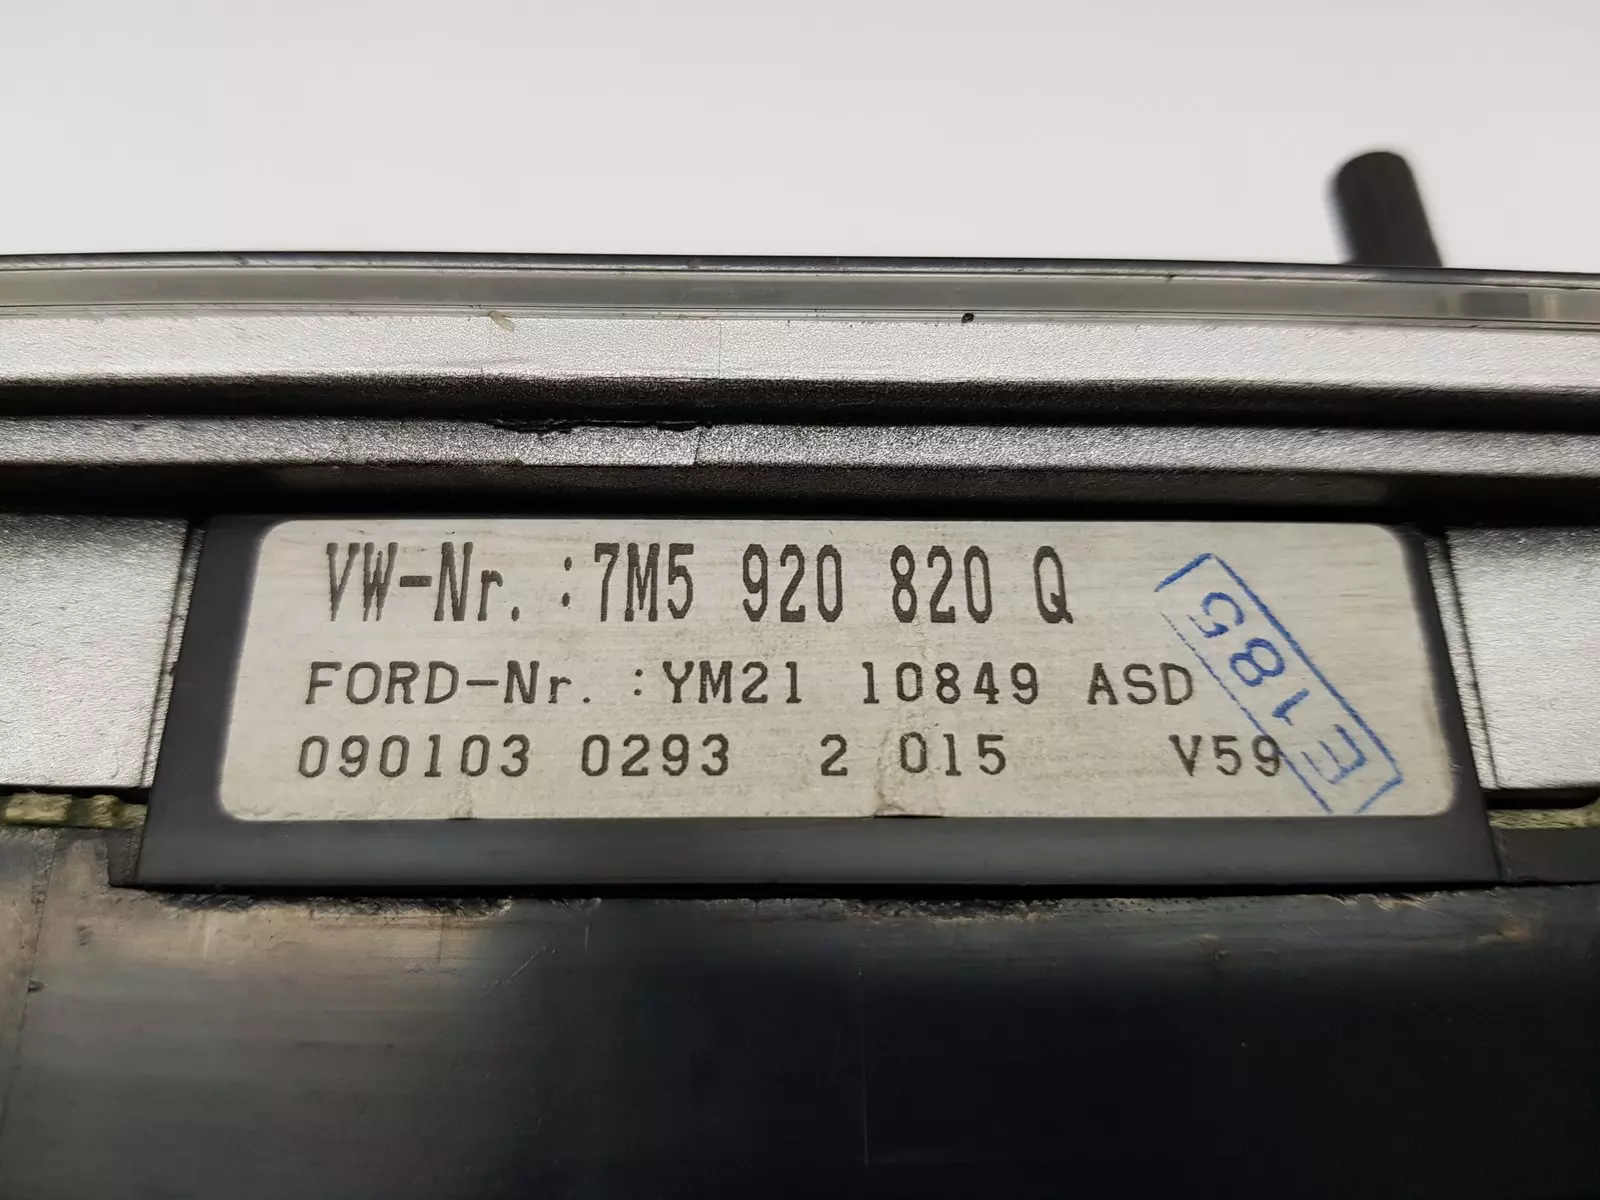 VW-Nr. :7M5 920 820 Q
FORD-Nr. :YM21 10849 ASD
090103 0293 2 015 V59
E185